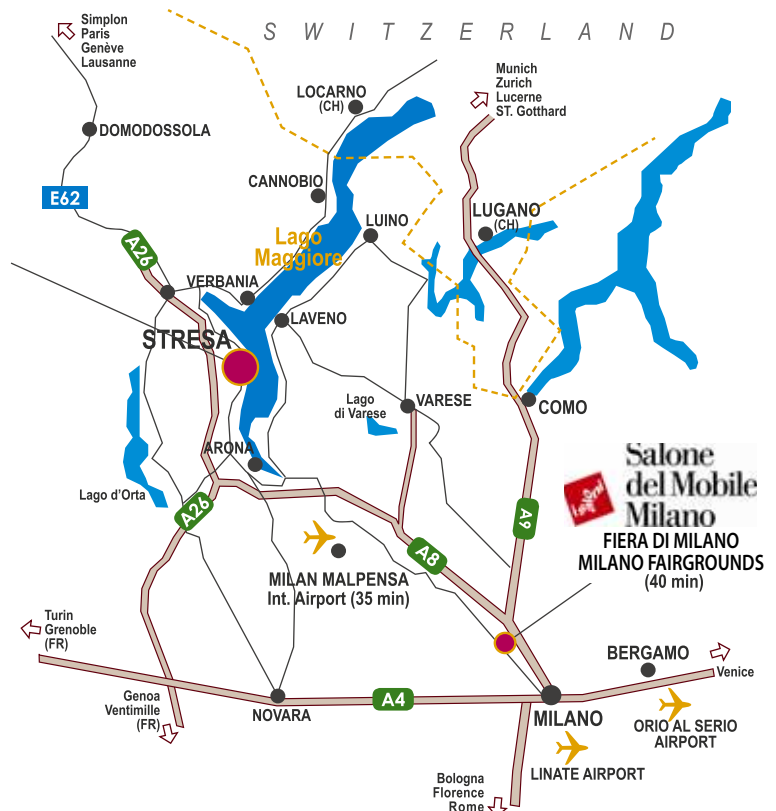 Simplon
Paris
Genève
Lausanne
SWITZERLAND
LOCARNO
(CH)
Munich
Zurich
Lucerne
ST. Gotthard
DOMODOSSOLA
E62
CANNOBIO
LUGANO
(CH)
LUINO
Lago
Maggiore
A26
VERBANIA
LAVENO
STRESA
Lago
di Varese
VARESE
COMO
ARONA
Lago d'Orta
A26
A9
Salone
del Mobile
Milano
i Saloni
FIERA DI MILANO
MILANO FAIRGROUNDS
(40 min)
A8
MILAN MALPENSA
Int. Airport (35 min)
Turin
Grenoble
(FR)
BERGAMO
Venice
Genoa
Ventimille
(FR)
NOVARA
A4
MILANO
ORIO AL SERIO
AIRPORT
LINATE AIRPORT
Bologna
Florence
Rome